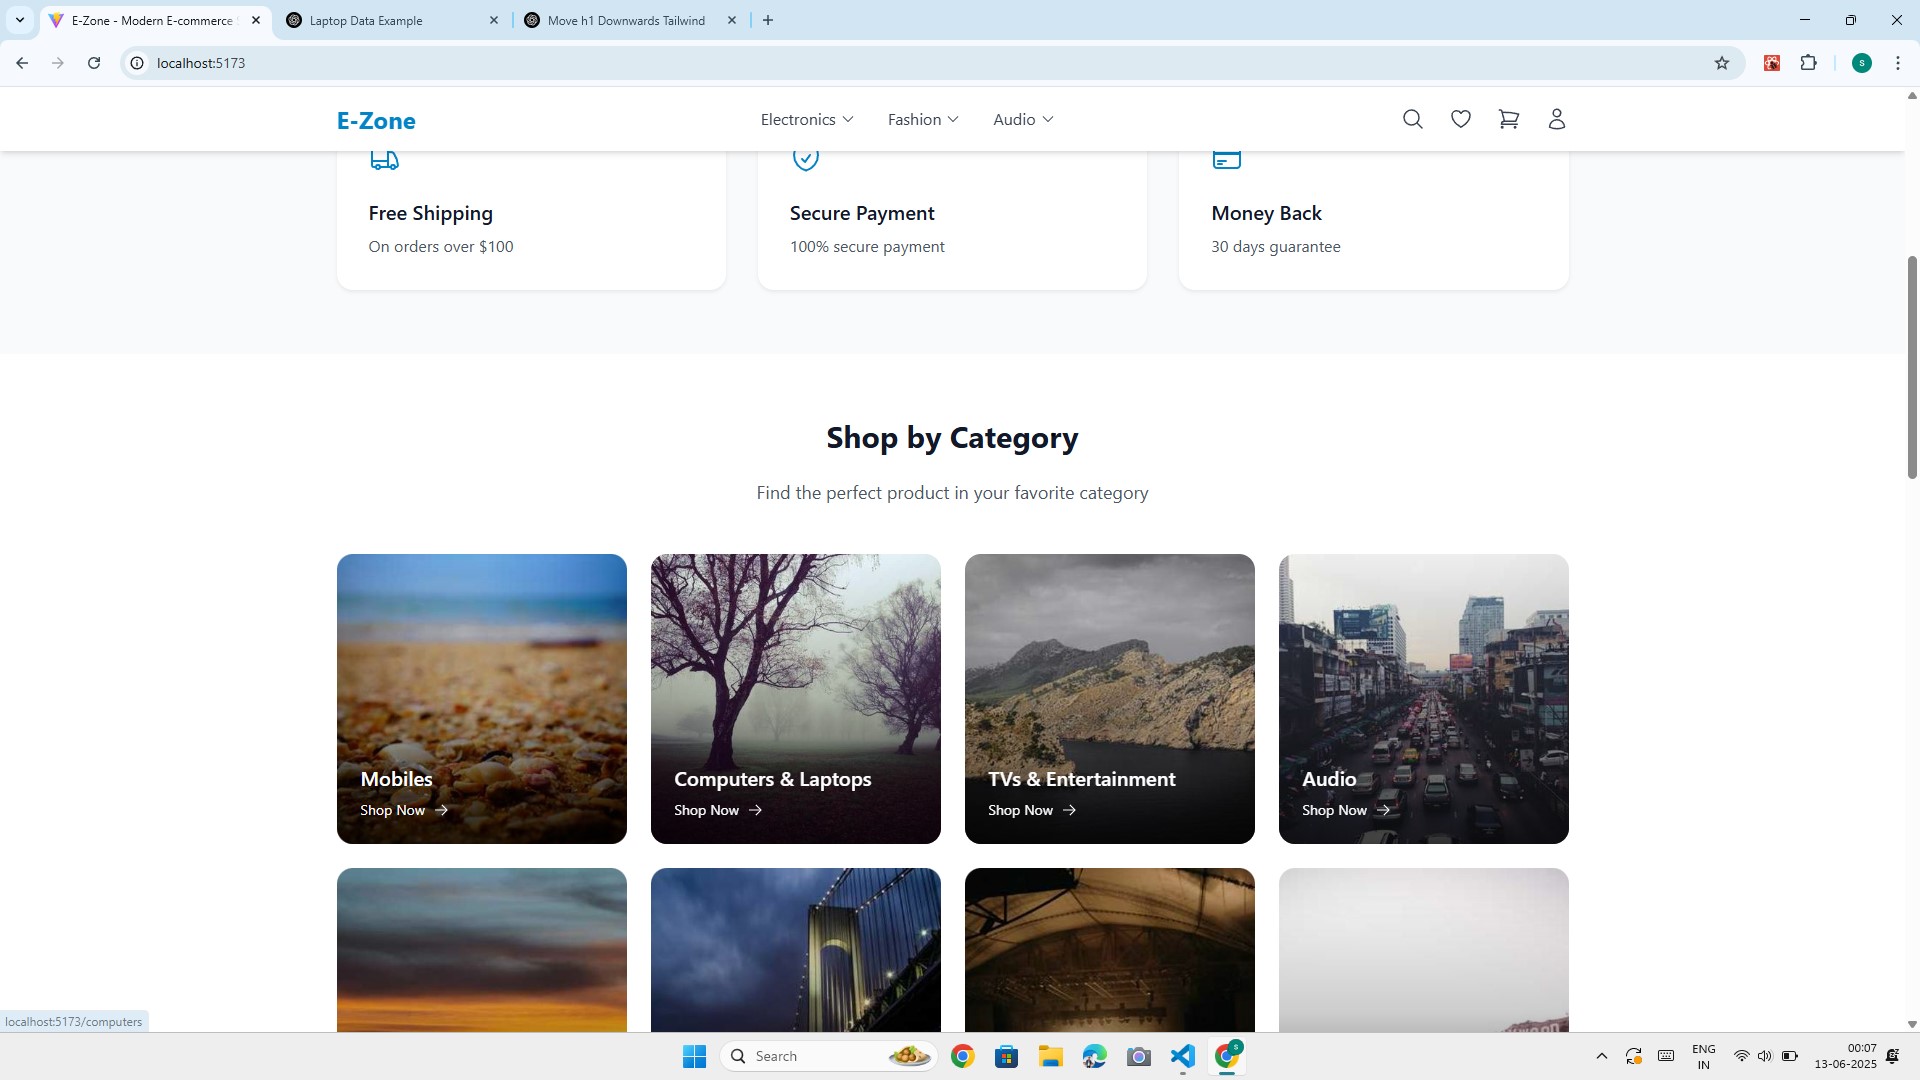 E-Zone - Modern E-commerce
Laptop Data Example
Move h1 Downwards Tailwind
localhost:5173
S
E-Zone
Electronics
Fashion
Audio
Free Shipping
On orders over $100
Secure Payment
100% secure payment
Money Back
30 days guarantee
Shop by Category
Find the perfect product in your favorite category
Mobiles
Shop Now
Computers & Laptops
Shop Now
TVs & Entertainment
Shop Now
Audio
Shop Now
localhost:5173/computers
Search
S
ENG
IN
00:07
13-06-2025